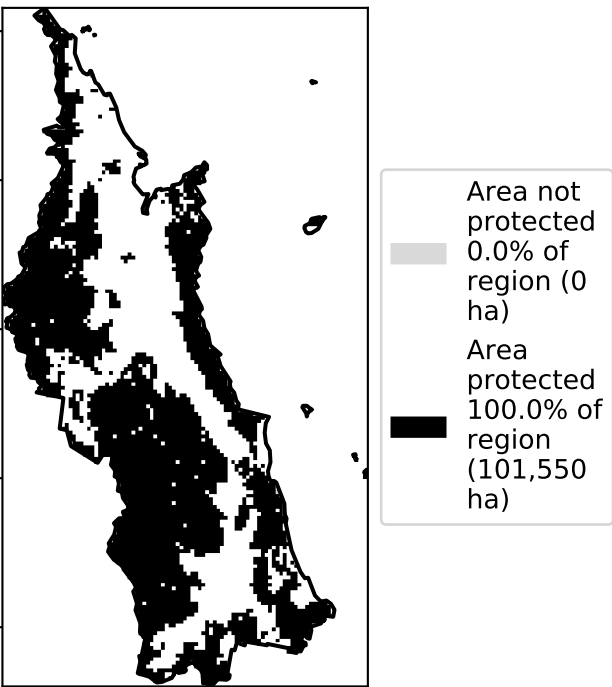 Area not
protected
0.0% of
region (0
ha)
Area
protected
100.0% of
region
(101,550
ha)